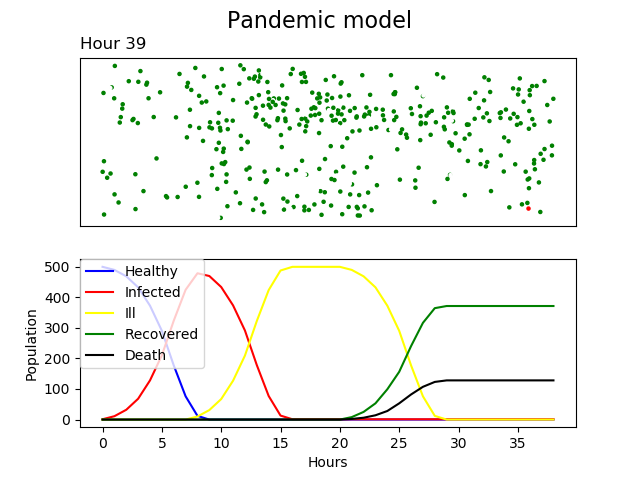 Pandemic model
Hour 39
500
400
300
200
100
0
Population
Healthy
Infected
Ill
Recovered
Death
0 5 10 15 20 25 30 35
Hours